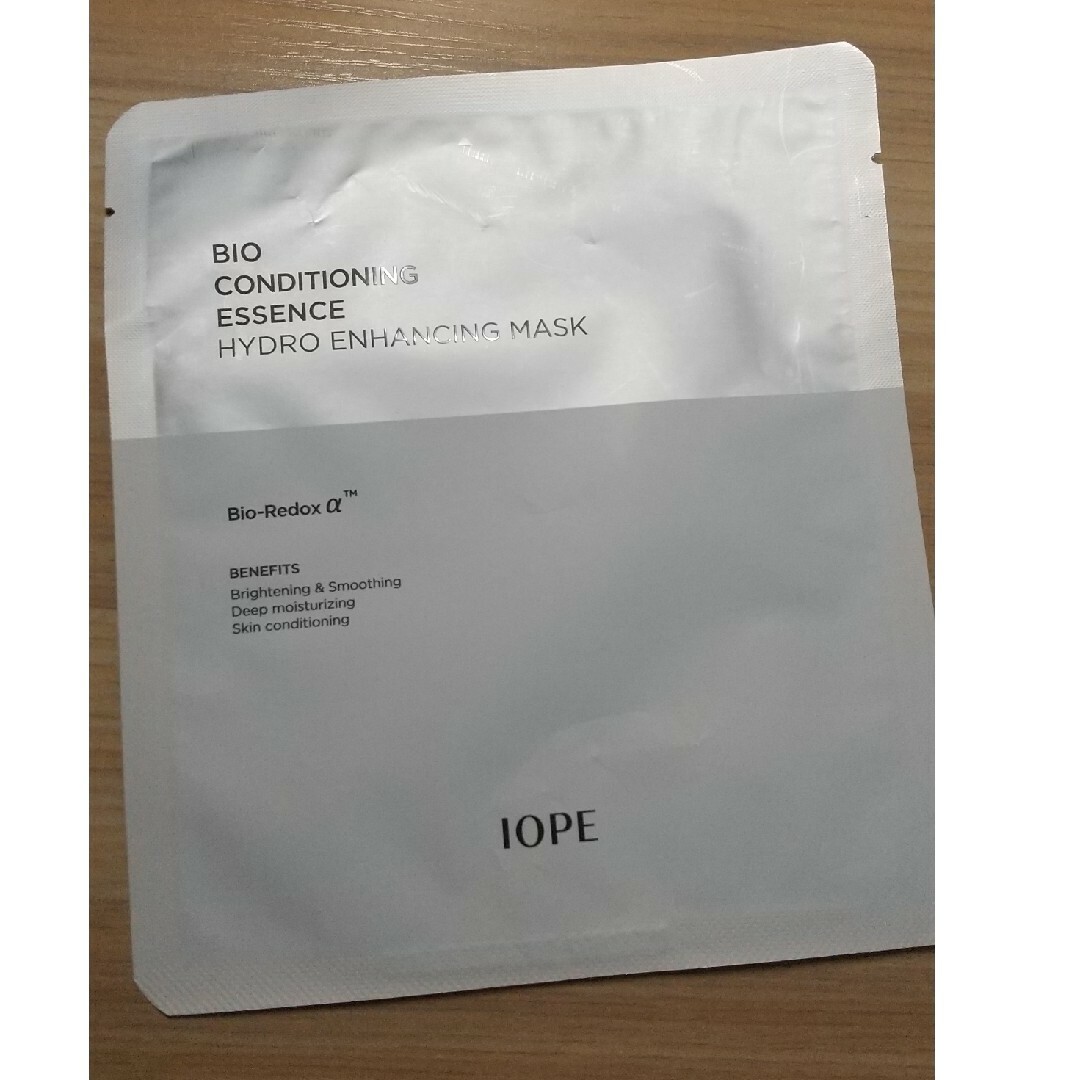 BIO
CONDITIONING
ESSENCE
HYDRO ENHANCING MASK
Bio-Redox α™
BENEFITS
Brightening & Smoothing
Deep moisturizing
Skin conditioning
IOPE